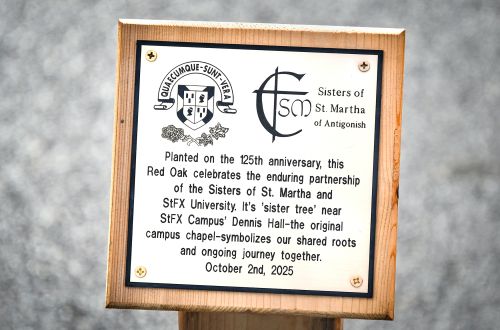 QUAECUMQUE·SUNT·VERA
Sisters of
St. Martha
of Antigonish
SM
Planted on the 125th anniversary, this
Red Oak celebrates the enduring partnership
of the Sisters of St. Martha and
StFX University. It's 'sister tree' near
StFX Campus' Dennis Hall-the original
campus chapel-symbolizes our shared roots
and ongoing journey together.
October 2nd, 2025